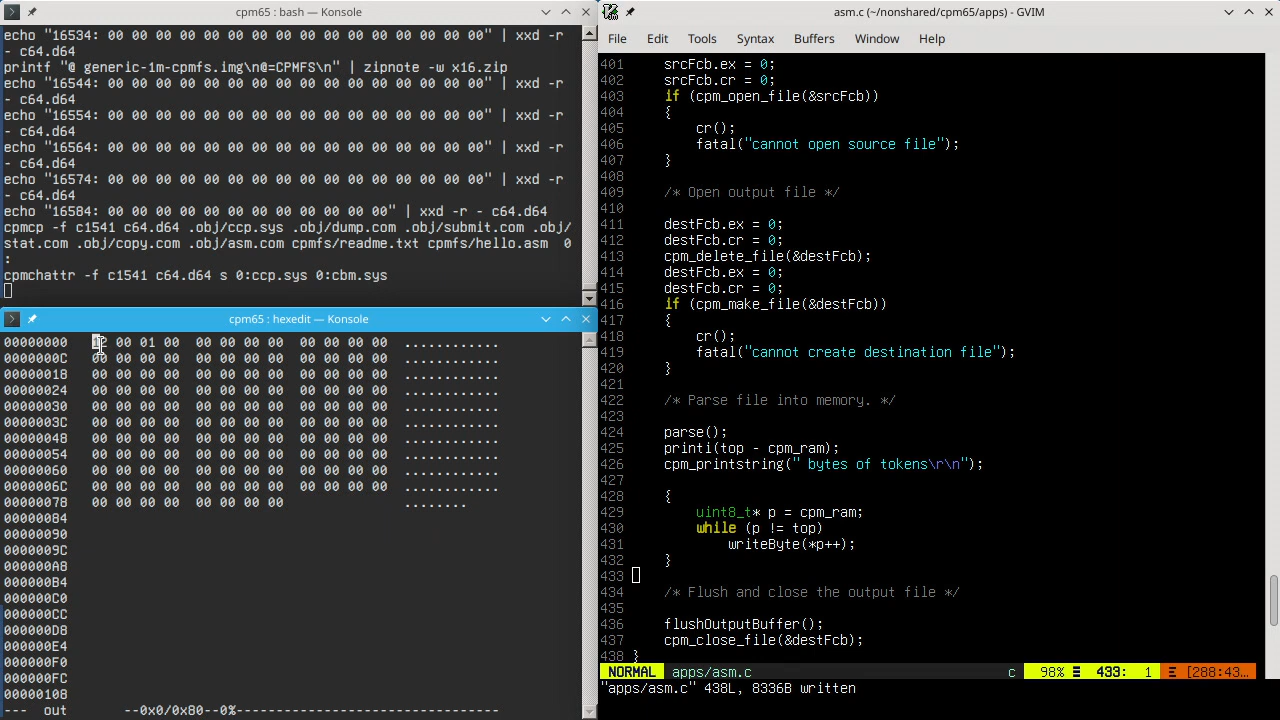 cpm65 : bash — Konsole
echo "16534: 00 00 00 00 00 00 00 00 00 00 00 00 00 00 00 00" | xxd -r
- c64.d64
printf "@ generic-1m-cpmfs.img\n@=CPMFS\n" | zipnote -w x16.zip
echo "16544: 00 00 00 00 00 00 00 00 00 00 00 00 00 00 00 00" | xxd -r
- c64.d64
echo "16554: 00 00 00 00 00 00 00 00 00 00 00 00 00 00 00 00" | xxd -r
- c64.d64
echo "16564: 00 00 00 00 00 00 00 00 00 00 00 00 00 00 00 00" | xxd -r
- c64.d64
echo "16574: 00 00 00 00 00 00 00 00 00 00 00 00 00 00 00 00" | xxd -r
- c64.d64
echo "16584: 00 00 00 00 00 00 00 00 00 00 00 00" | xxd -r - c64.d64
cpmcp -f c1541 c64.d64 .obj/ccp.sys .obj/dump.com .obj/submit.com .obj/
stat.com .obj/copy.com .obj/asm.com cpmfs/readme.txt cpmfs/hello.asm  0
:
cpmchattr -f c1541 c64.d64 s 0:ccp.sys 0:cbm.sys
cpm65 : hexedit — Konsole
00000000 00 01 00 00 00 00 00 00 00 00 00 ............
0000000C 00 00 00 00 00 00 00 00 00 00 00 00 ............
00000018 00 00 00 00 00 00 00 00 00 00 00 00 ............
00000024 00 00 00 00 00 00 00 00 00 00 00 00 ............
00000030 00 00 00 00 00 00 00 00 00 00 00 00 ............
0000003C 00 00 00 00 00 00 00 00 00 00 00 00 ............
00000048 00 00 00 00 00 00 00 00 00 00 00 00 ............
00000054 00 00 00 00 00 00 00 00 00 00 00 00 ............
00000060 00 00 00 00 00 00 00 00 00 00 00 00 ............
0000006C 00 00 00 00 00 00 00 00 00 00 00 00 ............
00000078 00 00 00 00 00 00 00 00 ........
00000084
00000090
0000009C
000000A8
000000B4
000000C0
000000CC
000000D8
000000E4
000000F0
000000FC
00000108
--- out --0x0/0x80--0%-----------------------------------
asm.c (~/nonshared/cpm65/apps) - GVIM
File Edit Tools Syntax Buffers Window Help
401 srcFcb.ex = 0;
402 srcFcb.cr = 0;
403 if (cpm_open_file(&srcFcb))
404 {
405 cr();
406 fatal("cannot open source file");
407 }
408
409 /* Open output file */
410
411 destFcb.ex = 0;
412 destFcb.cr = 0;
413 cpm_delete_file(&destFcb);
414 destFcb.ex = 0;
415 destFcb.cr = 0;
416 if (cpm_make_file(&destFcb))
417 {
418 cr();
419 fatal("cannot create destination file");
420 }
421
422 /* Parse file into memory. */
423
424 parse();
425 printi(top - cpm_ram);
426 cpm_printstring(" bytes of tokens\r\n");
427
428 {
429 uint8_t* p = cpm_ram;
430 while (p != top)
431 writeByte(*p++);
432 }
433
434 /* Flush and close the output file */
435
436 flushOutputBuffer();
437 cpm_close_file(&destFcb);
438 }
NORMAL apps/asm.c c 98% ☰ 433: 1 Ξ [288:43…
"apps/asm.c" 438L, 8336B written